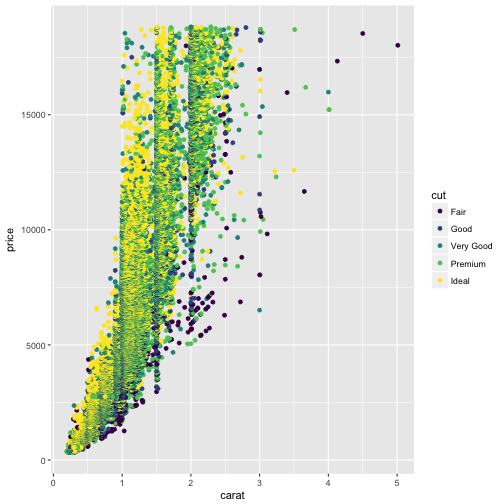 15000
10000
5000
0
price
0
1
2
3
4
5
carat
cut
Fair
Good
Very Good
Premium
Ideal